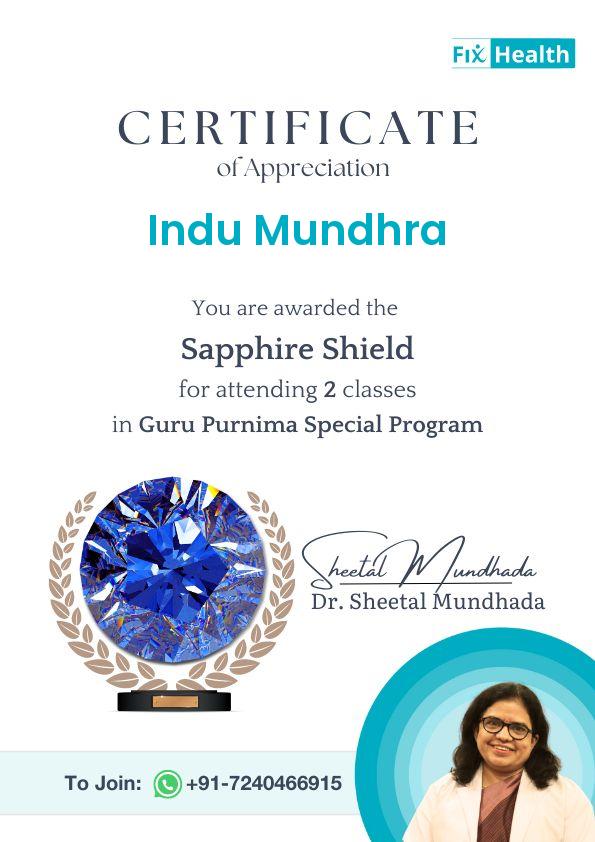 Fix Health
CERTIFICATE
of Appreciation
Indu Mundhra
You are awarded the
Sapphire Shield
for attending 2 classes
in Guru Purnima Special Program
Sheetal Mundhada
Dr. Sheetal Mundhada
To Join: +91-7240466915